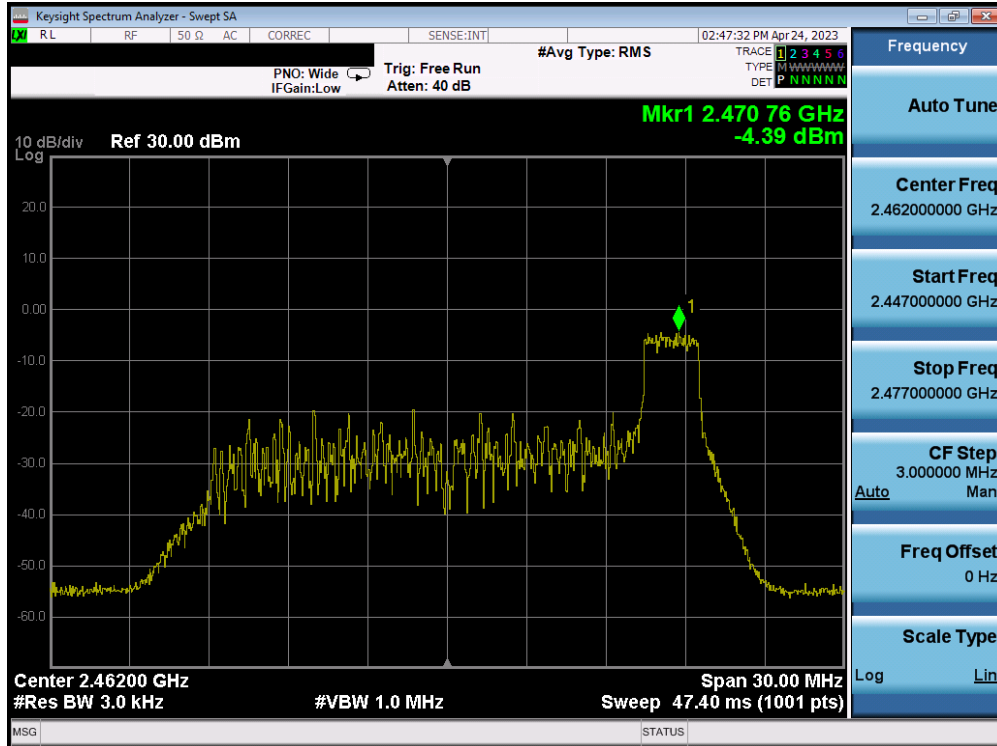 Keysight Spectrum Analyzer - Swept SA
LXI RL RF 50 Ω AC CORREC SENSE:INT 02:47:32 PM Apr 24, 2023
#Avg Type: RMS
TRACE 1 2 3 4 5 6
PNO: Wide Trig: Free Run
TYPE M WWWWW
IFGain:Low Atten: 40 dB
DET P N N N N N
Mkr1 2.470 76 GHz
-4.39 dBm
10 dB/div Ref 30.00 dBm
Log
20.0
10.0
0.00
-10.0
-20.0
-30.0
-40.0
-50.0
-60.0
1
Center 2.46200 GHz Span 30.00 MHz
#Res BW 3.0 kHz #VBW 1.0 MHz Sweep 47.40 ms (1001 pts)
MSG STATUS
Frequency
Auto Tune
Center Freq
2.462000000 GHz
Start Freq
2.447000000 GHz
Stop Freq
2.477000000 GHz
CF Step
3.000000 MHz
Auto Man
Freq Offset
0 Hz
Scale Type
Log Lin